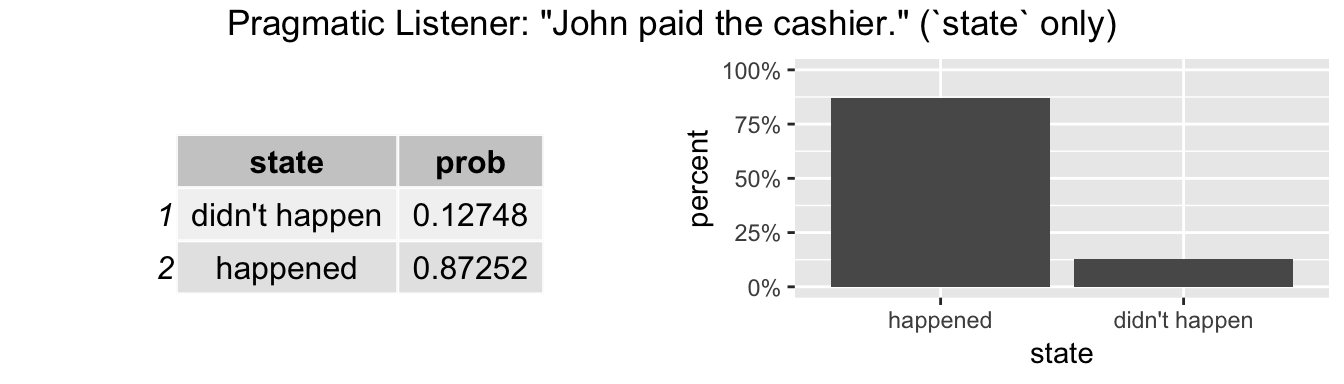 Pragmatic Listener: "John paid the cashier." (`state` only)
state prob
1 didn't happen 0.12748
2 happened 0.87252
percent
100%
75%
50%
25%
0%
happened didn't happen
state